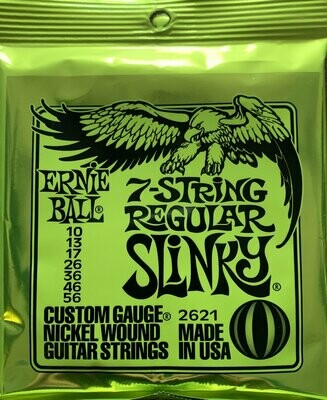 ERNIE
BALL®
7-STRING
REGULAR
SLINKY®
10
13
17
26
36
46
56
CUSTOM GAUGE® 2621
NICKEL WOUND MADE
GUITAR STRINGS IN USA